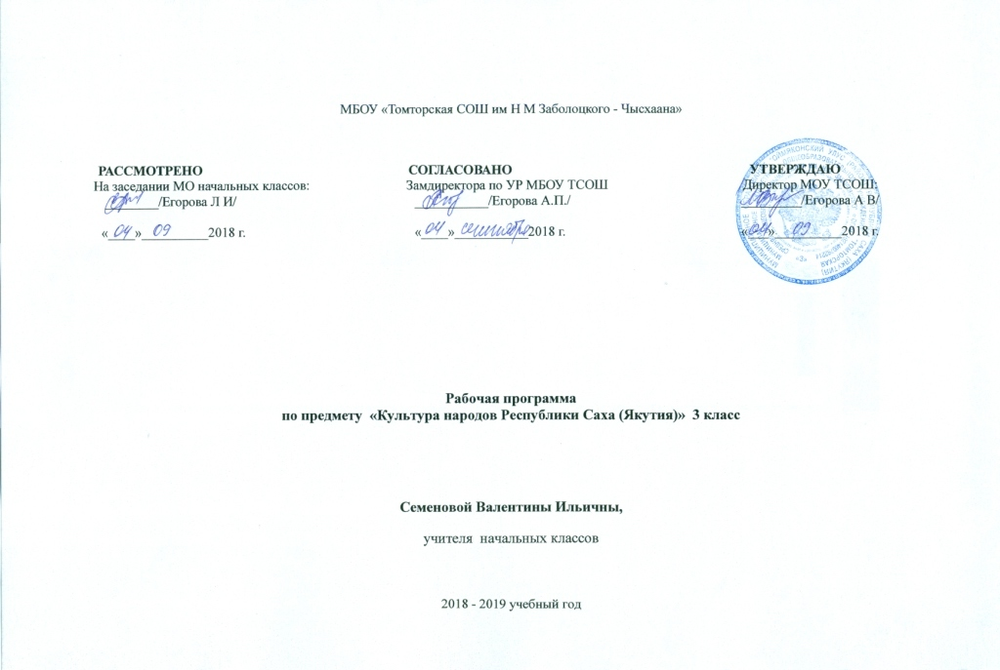 МБОУ «Томторская СОШ им Н М Заболоцкого - Чысхаана»
РАССМОТРЕНО
На заседании МО начальных классов:
________/Егорова Л И/
« 04 »  09  2018 г.
СОГЛАСОВАНО
Замдиректора по УР МБОУ ТСОШ
___________/Егорова А.П./
« 04 » сентября 2018 г.
УТВЕРЖДАЮ
Директор МОУ ТСОШ:
_________/Егорова А В/
« 04 »  09  2018 г.
Рабочая программа
по предмету «Культура народов Республики Саха (Якутия)» 3 класс
Семеновой Валентины Ильичны,
учителя начальных классов
2018 - 2019 учебный год